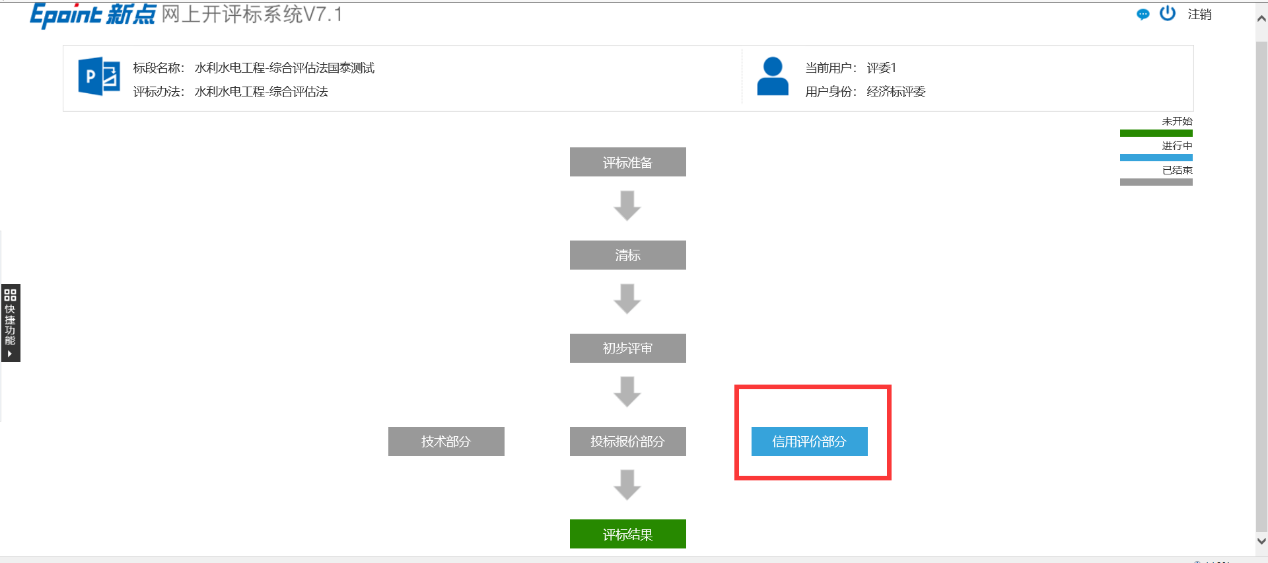 Epoint 新点 网上开评标系统V7.1
注销
标段名称： 水利水电工程-综合评估法国泰测试
评标办法： 水利水电工程-综合评估法
当前用户： 评委1
用户身份： 经济标评委
未开始
进行中
已结束
评标准备
清标
快捷功能
初步评审
技术部分
投标报价部分
信用评价部分
评标结果